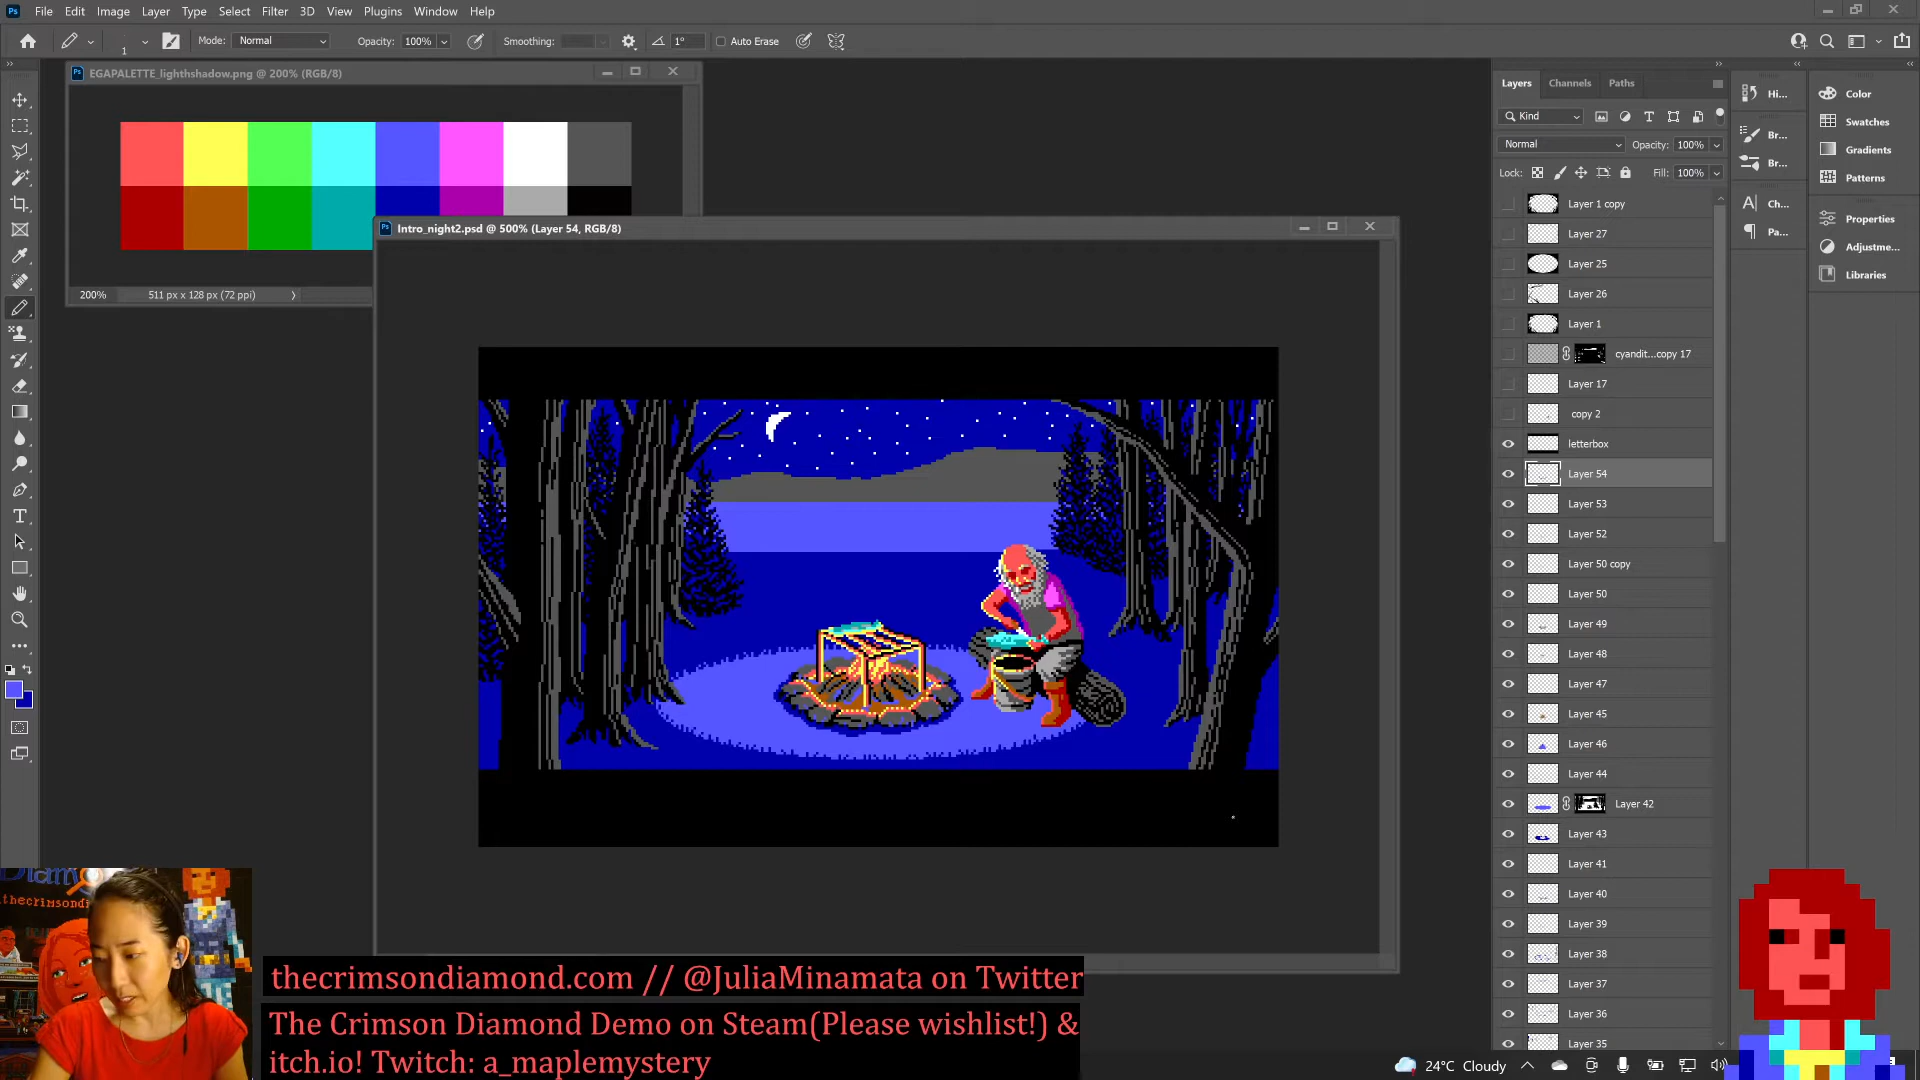 File Edit Image Layer Type Select Filter 3D View Plugins Window Help
1 Mode: Normal Opacity: 100% Smoothing: 1° Auto Erase
EGAPALETTE_lighthshadow.png @ 200% (RGB/8)
200% 511 px x 128 px (72 ppi)
Intro_night2.psd @ 500% (Layer 54, RGB/8)
Layers Channels Paths
Kind
Normal Opacity: 100%
Lock: Fill: 100%
Layer 1 copy
Layer 27
Layer 25
Layer 26
Layer 1
cyandit...copy 17
Layer 17
copy 2
letterbox
Layer 54
Layer 53
Layer 52
Layer 50 copy
Layer 50
Layer 49
Layer 48
Layer 47
Layer 45
Layer 46
Layer 44
Layer 42
Layer 43
Layer 41
Layer 40
Layer 39
Layer 38
Layer 37
Layer 36
Layer 35
Hi...
Br...
Br...
Ch...
Pa...
Color
Swatches
Gradients
Patterns
Properties
Adjustme...
Libraries
thecrimsondiamond.com // @JuliaMinamata on Twitter
The Crimson Diamond Demo on Steam(Please wishlist!) &
itch.io! Twitch: a_maplemystery
24°C Cloudy